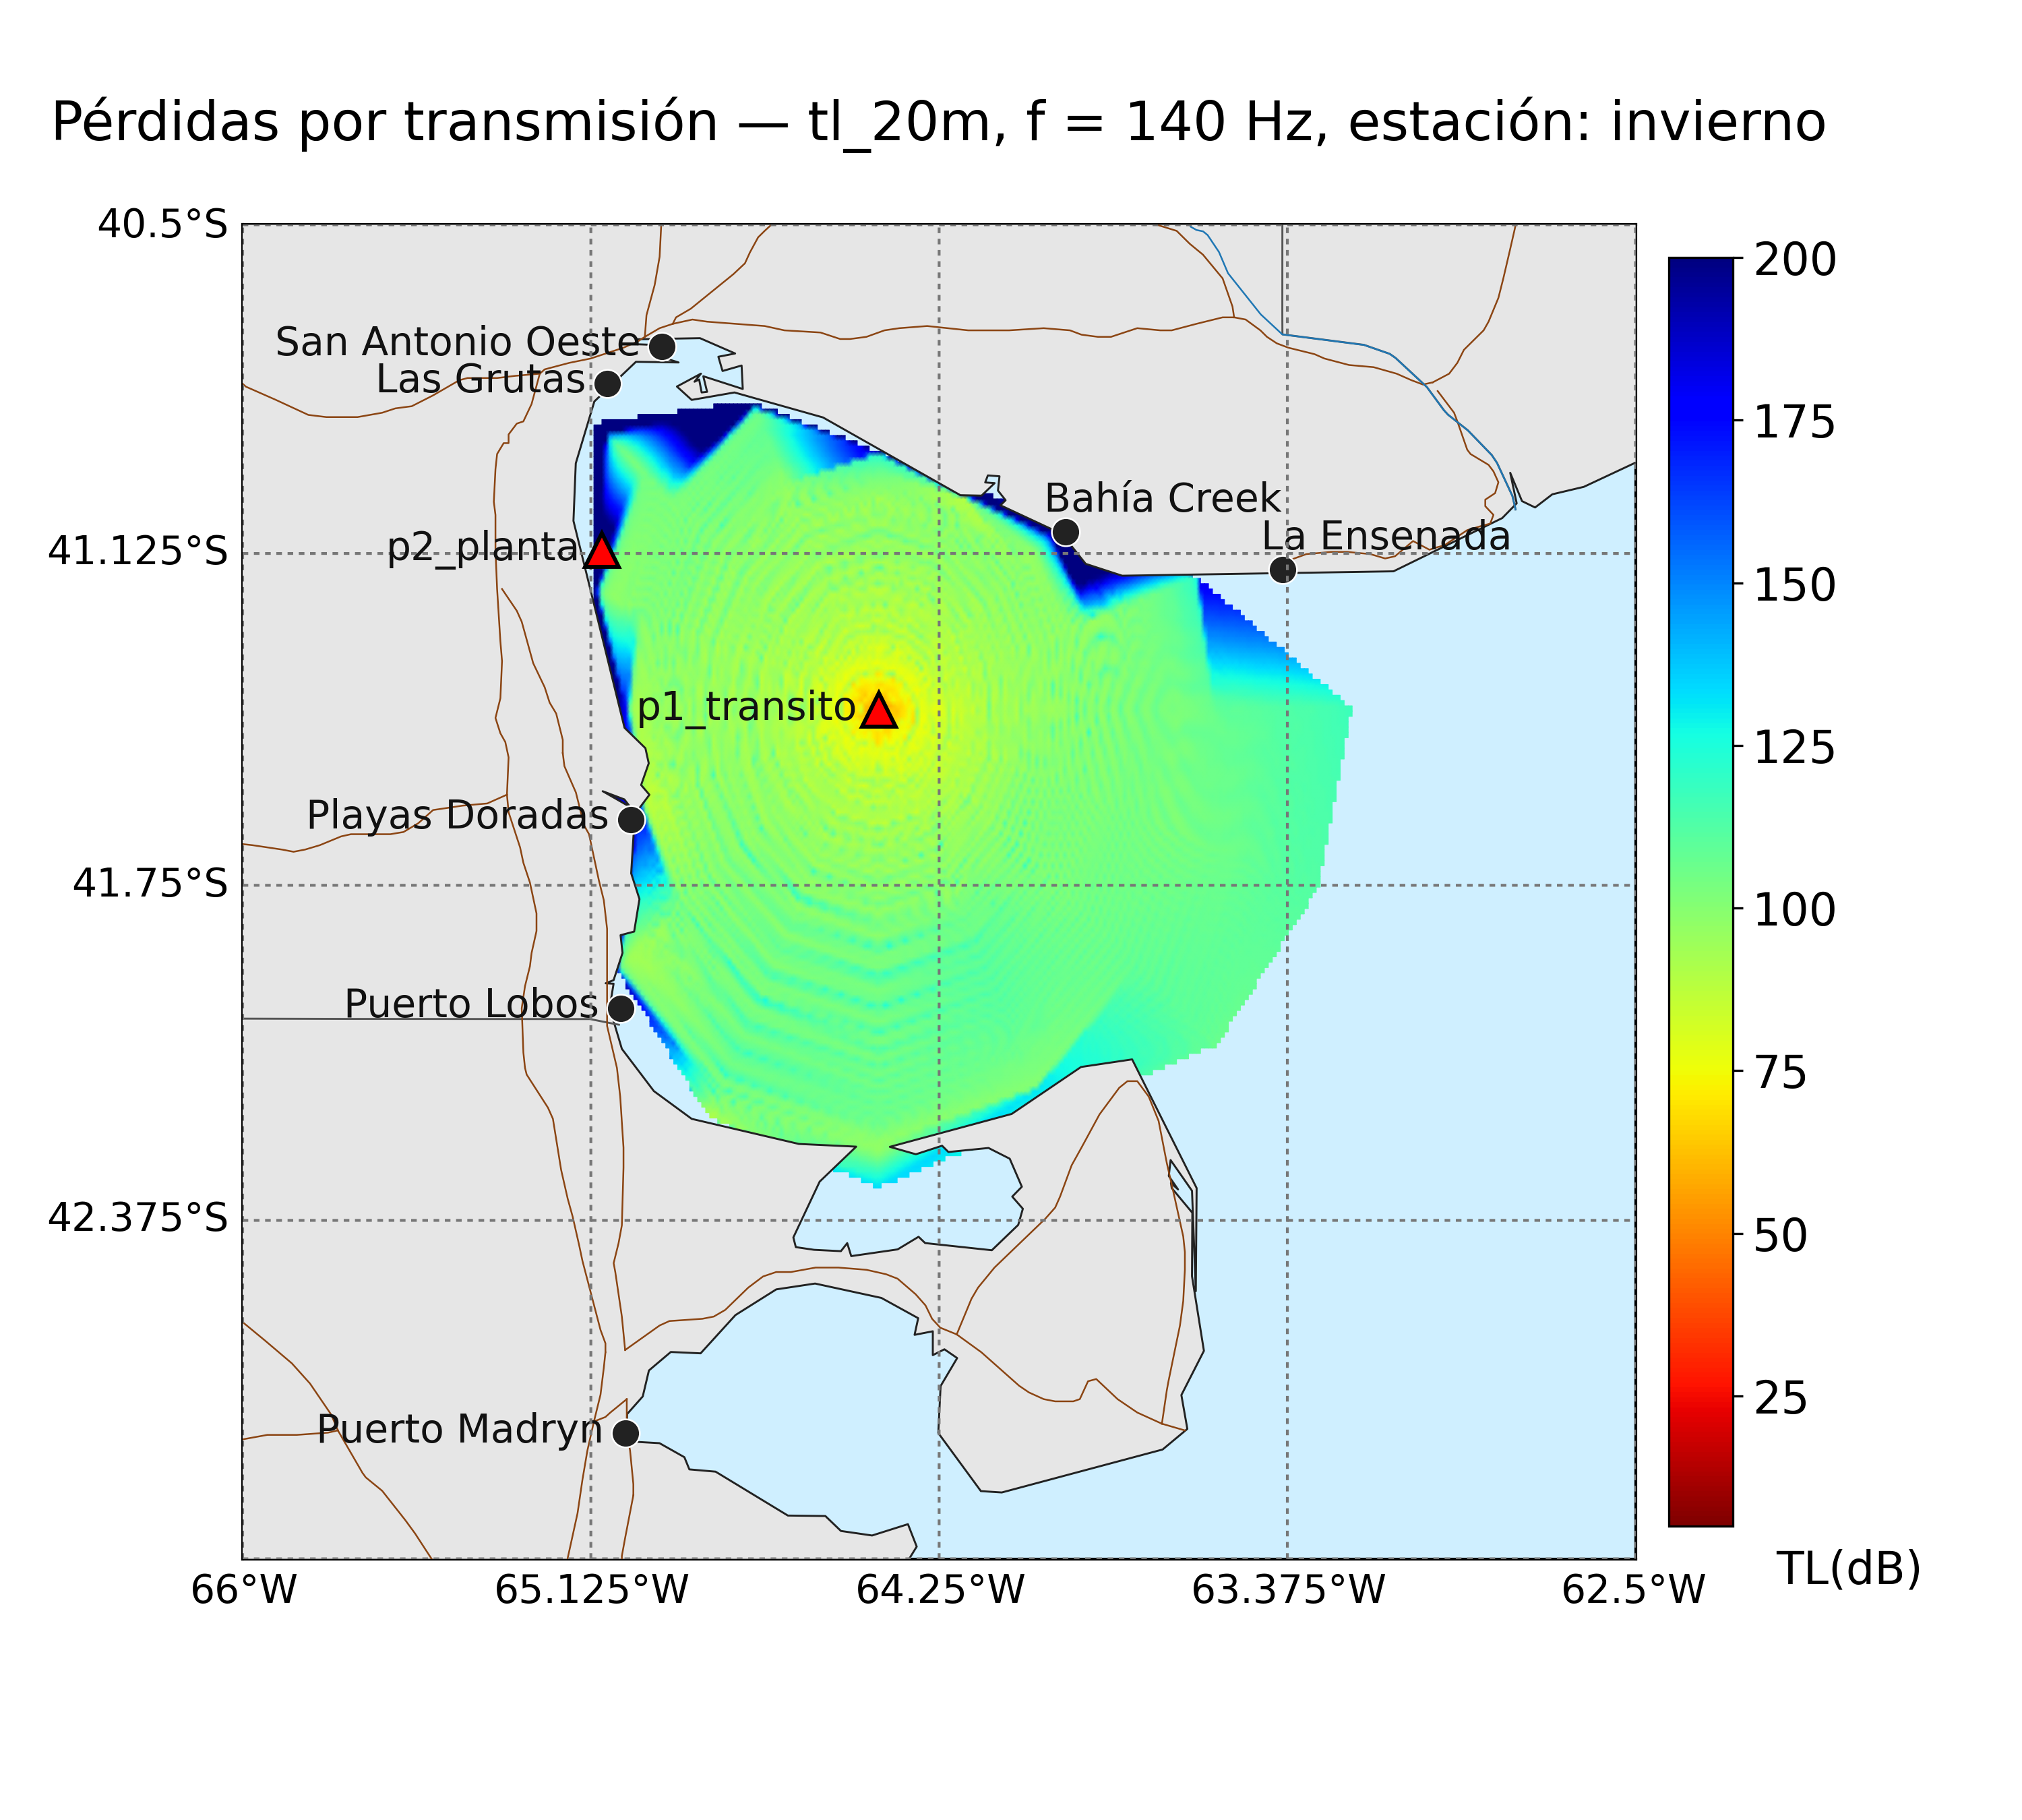 Pérdidas por transmisión — tl_20m, f = 140 Hz, estación: invierno
40.5°S
41.125°S
41.75°S
42.375°S
San Antonio Oeste
Las Grutas
Bahía Creek
La Ensenada
p2_planta
p1_transito
Playas Doradas
Puerto Lobos
Puerto Madryn
66°W
65.125°W
64.25°W
63.375°W
62.5°W
200
175
150
125
100
75
50
25
TL(dB)